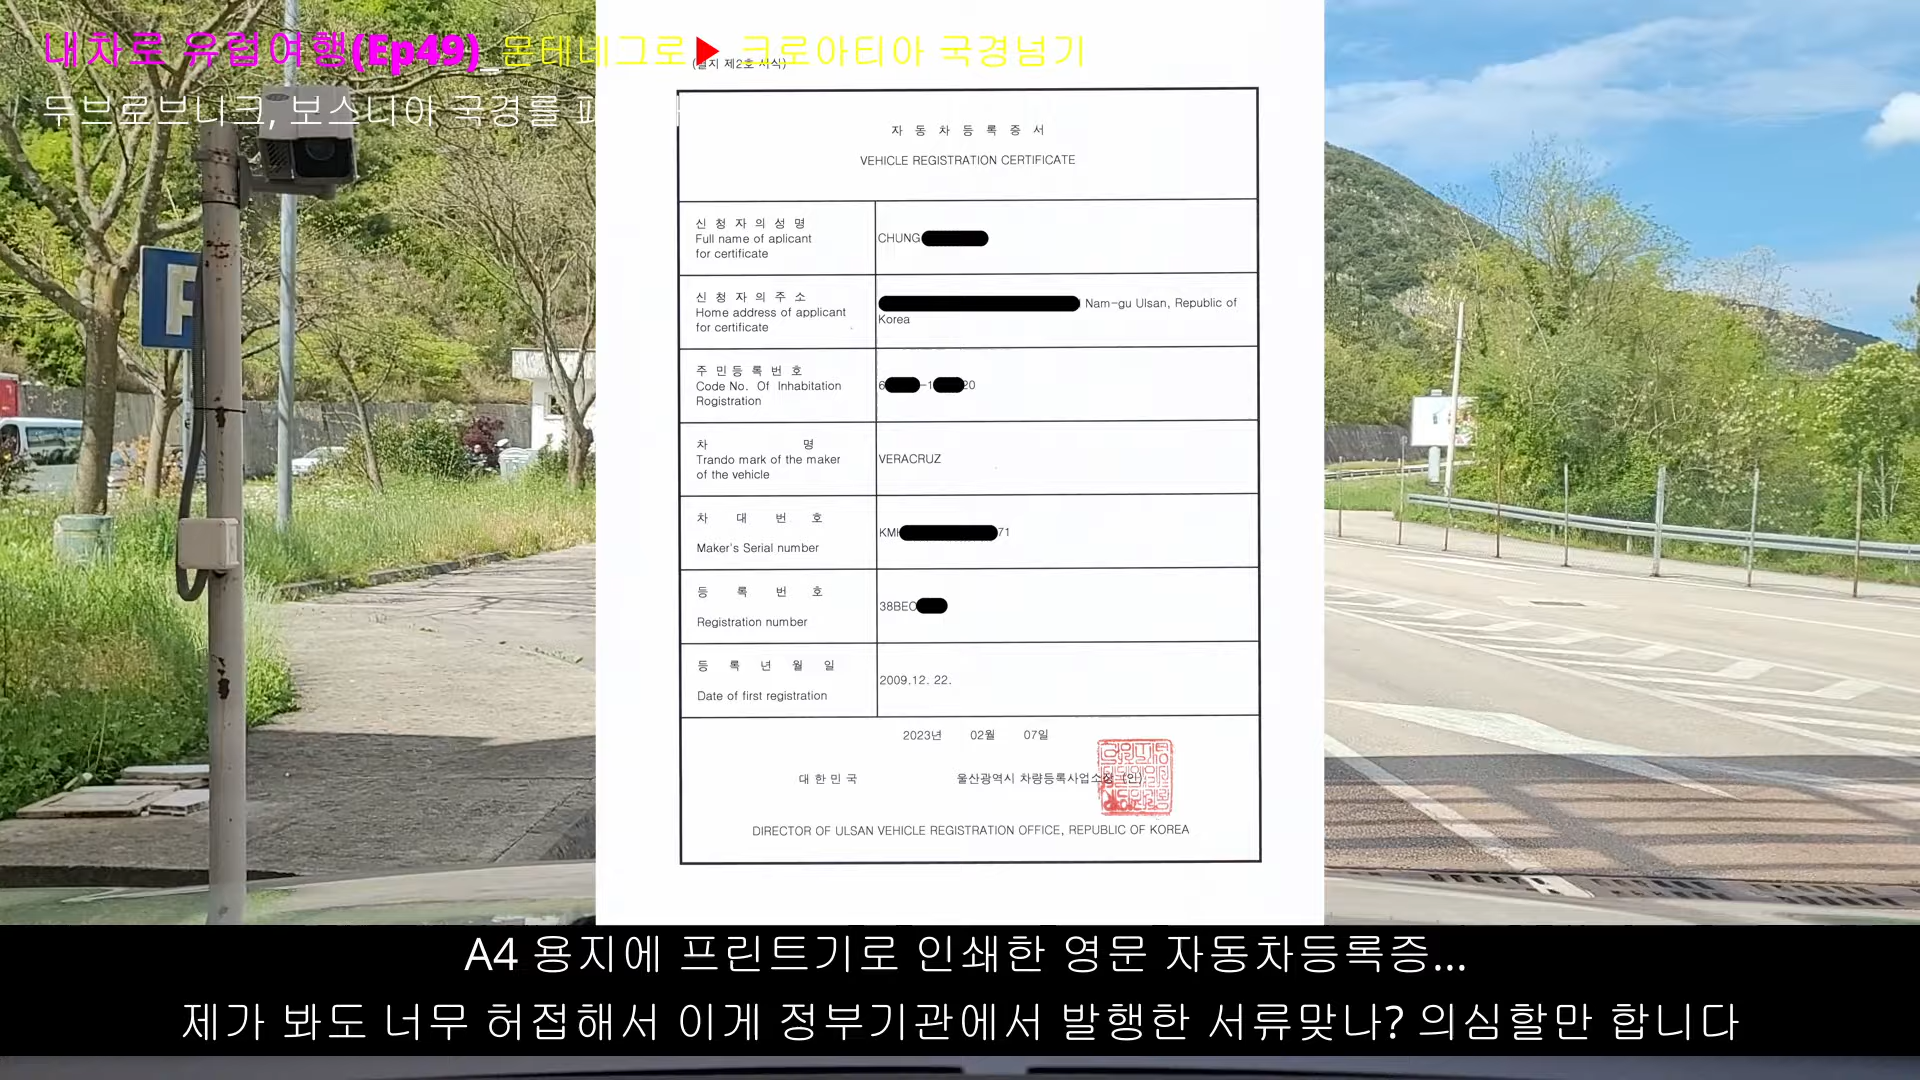 내차로 유럽여행(Ep49)_몬테네그로▶ 크로아티아 국경넘기
두브로브니크, 보스니아 국경를
제2호 서식)
자 동 차 등 록 증 서
VEHICLE REGISTRATION CERTIFICATE
신 청 자 의 성 명
Full name of aplicant
for certificate
CHUNG
신 청 자 의 주 소
Home address of applicant
for certificate
Nam-gu Ulsan, Republic of
Korea
주 민 등 록 번 호
Code No. Of Inhabitation
Rogistration
6 -1 20
차 명
Trando mark of the maker
of the vehicle
VERACRUZ
차 대 번 호
Maker's Serial number
KM 71
등 록 번 호
Registration number
38BEO
등 록 년 월 일
Date of first registration
2009.12. 22.
2023년 02월 07일
대 한 민 국 울산광역시 차량등록사업소장 (인)
DIRECTOR OF ULSAN VEHICLE REGISTRATION OFFICE, REPUBLIC OF KOREA
P
A4 용지에 프린트기로 인쇄한 영문 자동차등록증...
제가 봐도 너무 허접해서 이게 정부기관에서 발행한 서류맞나? 의심할만 합니다